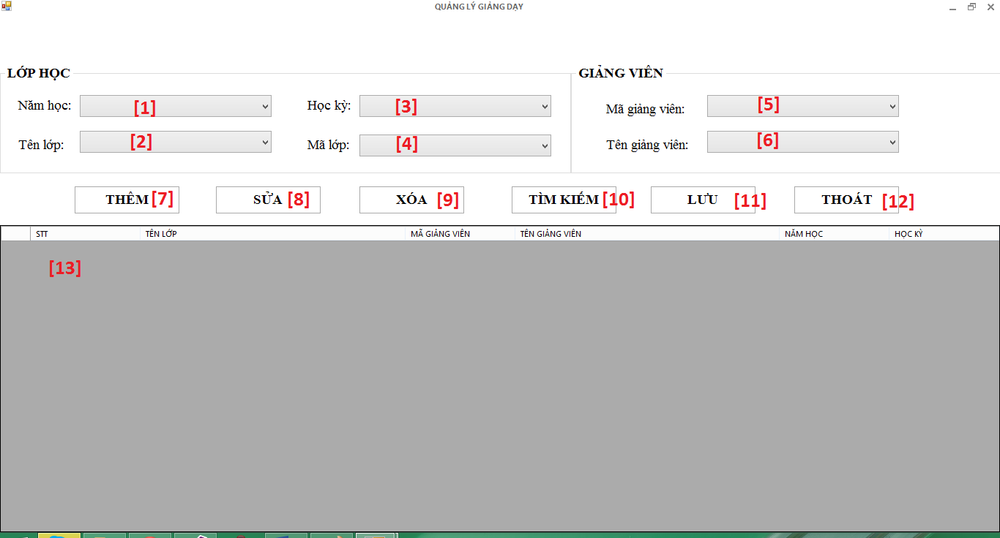 QUẢNG LÝ GIẢNG DẠY
LỚP HỌC
Năm học: [1]
Học kỳ: [3]
Tên lớp: [2]
Mã lớp: [4]
GIẢNG VIÊN
Mã giảng viên: [5]
Tên giảng viên: [6]
THÊM [7] SỬA [8] XÓA [9] TÌM KIẾM [10] LƯU [11] THOÁT [12]
STT TÊN LỚP MÃ GIẢNG VIÊN TÊN GIẢNG VIÊN NĂM HỌC HỌC KỲ
[13]